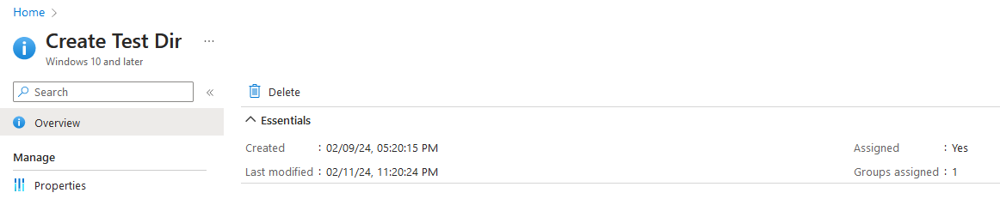 Home
Create Test Dir
Windows 10 and later
Search
Delete
Overview
Essentials
Created : 02/09/24, 05:20:15 PM Assigned : Yes
Manage
Last modified : 02/11/24, 11:20:24 PM Groups assigned : 1
Properties